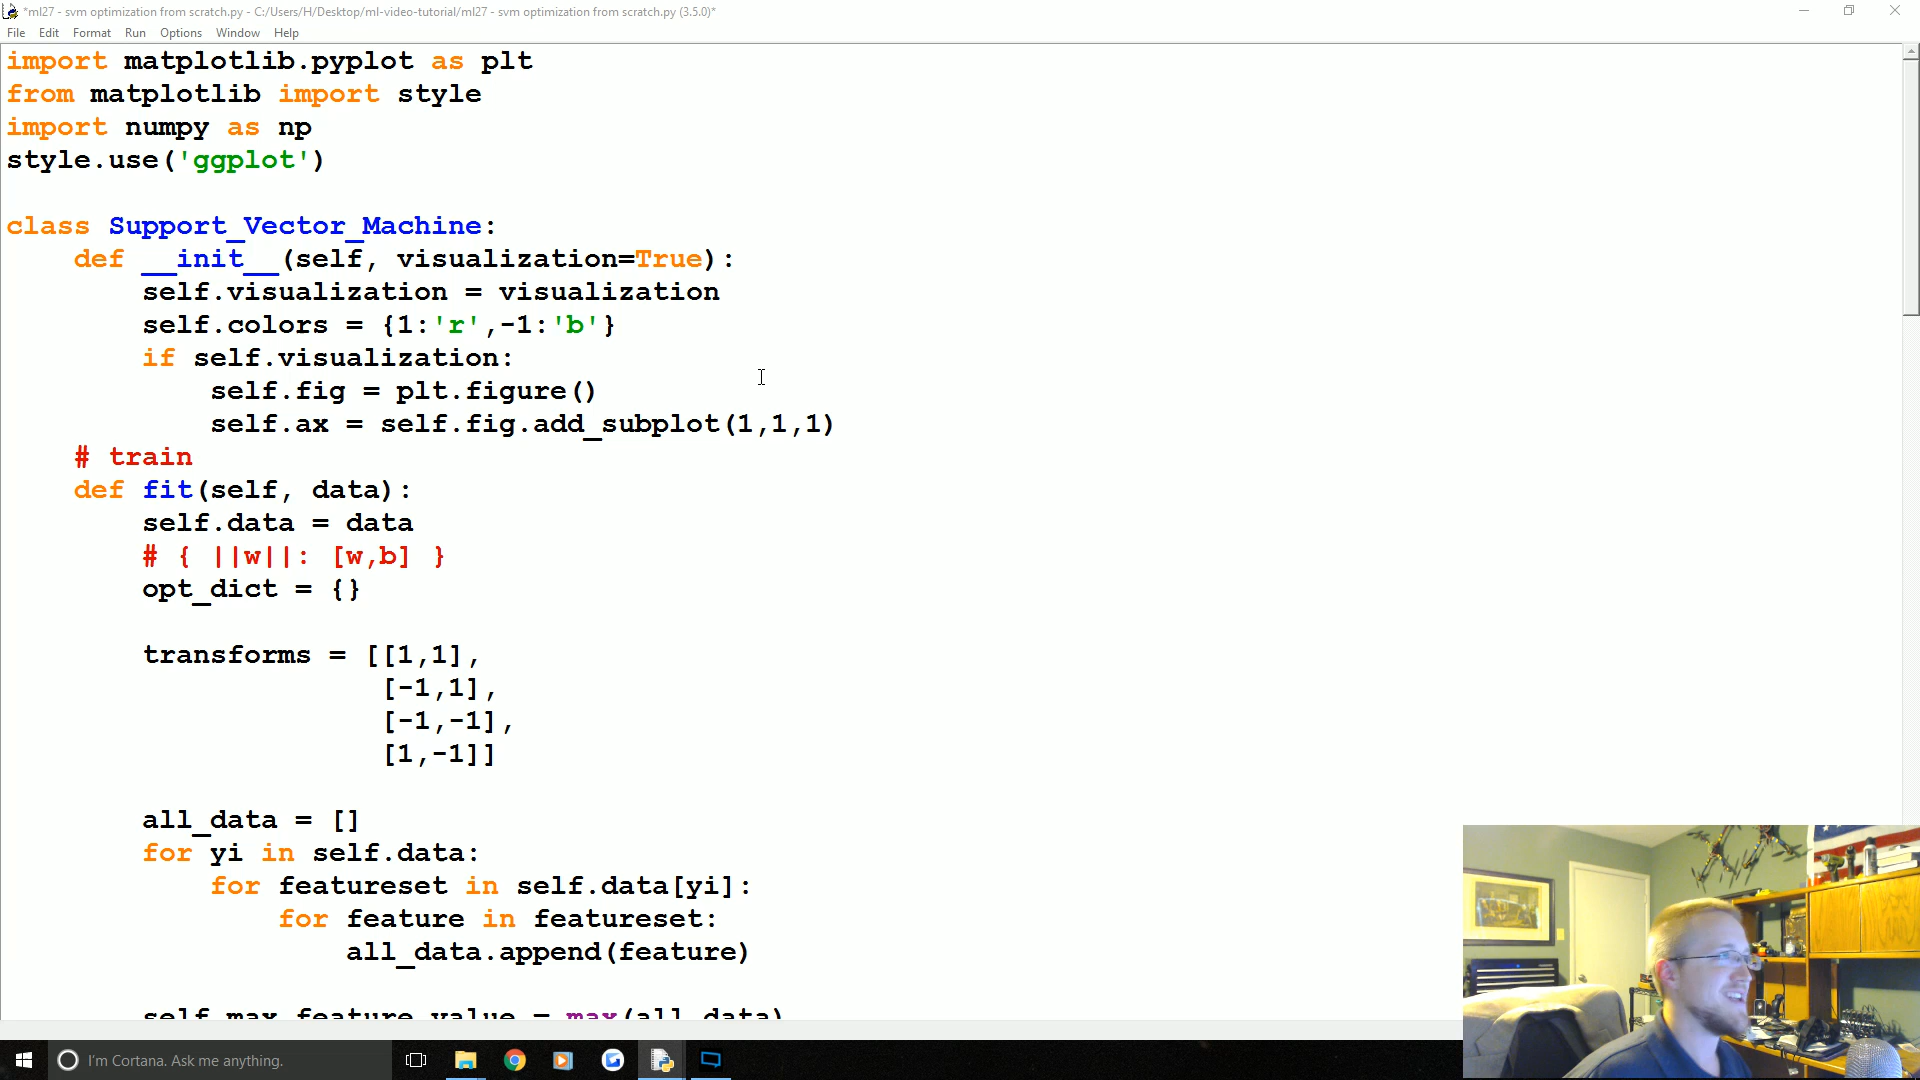 *ml27 - svm optimization from scratch.py - C:/Users/H/Desktop/ml-video-tutorial/ml27 - svm optimization from scratch.py (3.5.0)*
File Edit Format Run Options Window Help
import matplotlib.pyplot as plt
from matplotlib import style
import numpy as np
style.use('ggplot')
class Support_Vector_Machine:
    def __init__(self, visualization=True):
        self.visualization = visualization
        self.colors = {1:'r',-1:'b'}
        if self.visualization:
            self.fig = plt.figure()
            self.ax = self.fig.add_subplot(1,1,1)
    # train
    def fit(self, data):
        self.data = data
        # { ||w||: [w,b] }
        opt_dict = {}
        transforms = [[1,1],
                      [-1,1],
                      [-1,-1],
                      [1,-1]]
        all_data = []
        for yi in self.data:
            for featureset in self.data[yi]:
                for feature in featureset:
                    all_data.append(feature)
        self.max_feature_value = max(all_data)
I'm Cortana. Ask me anything.